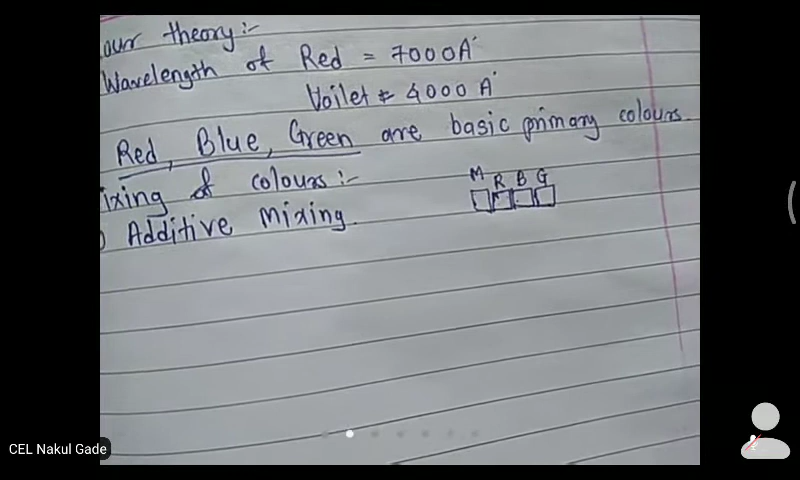 our theory:-
Wavelength of Red = 7000A°
Voilet = 4000 A°
Red, Blue, Green are basic primary colours.
ixing of colours:-
M R B G
) Additive mixing.
CEL Nakul Gade